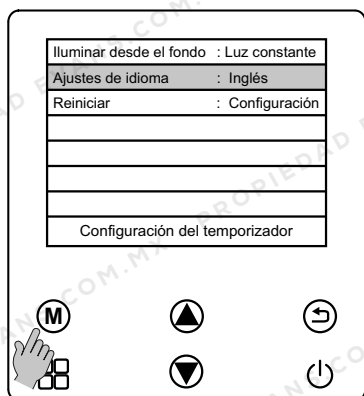 Iluminar desde el fondo : Luz constante
Ajustes de idioma : Inglés
Reiniciar : Configuración
Configuración del temporizador
M